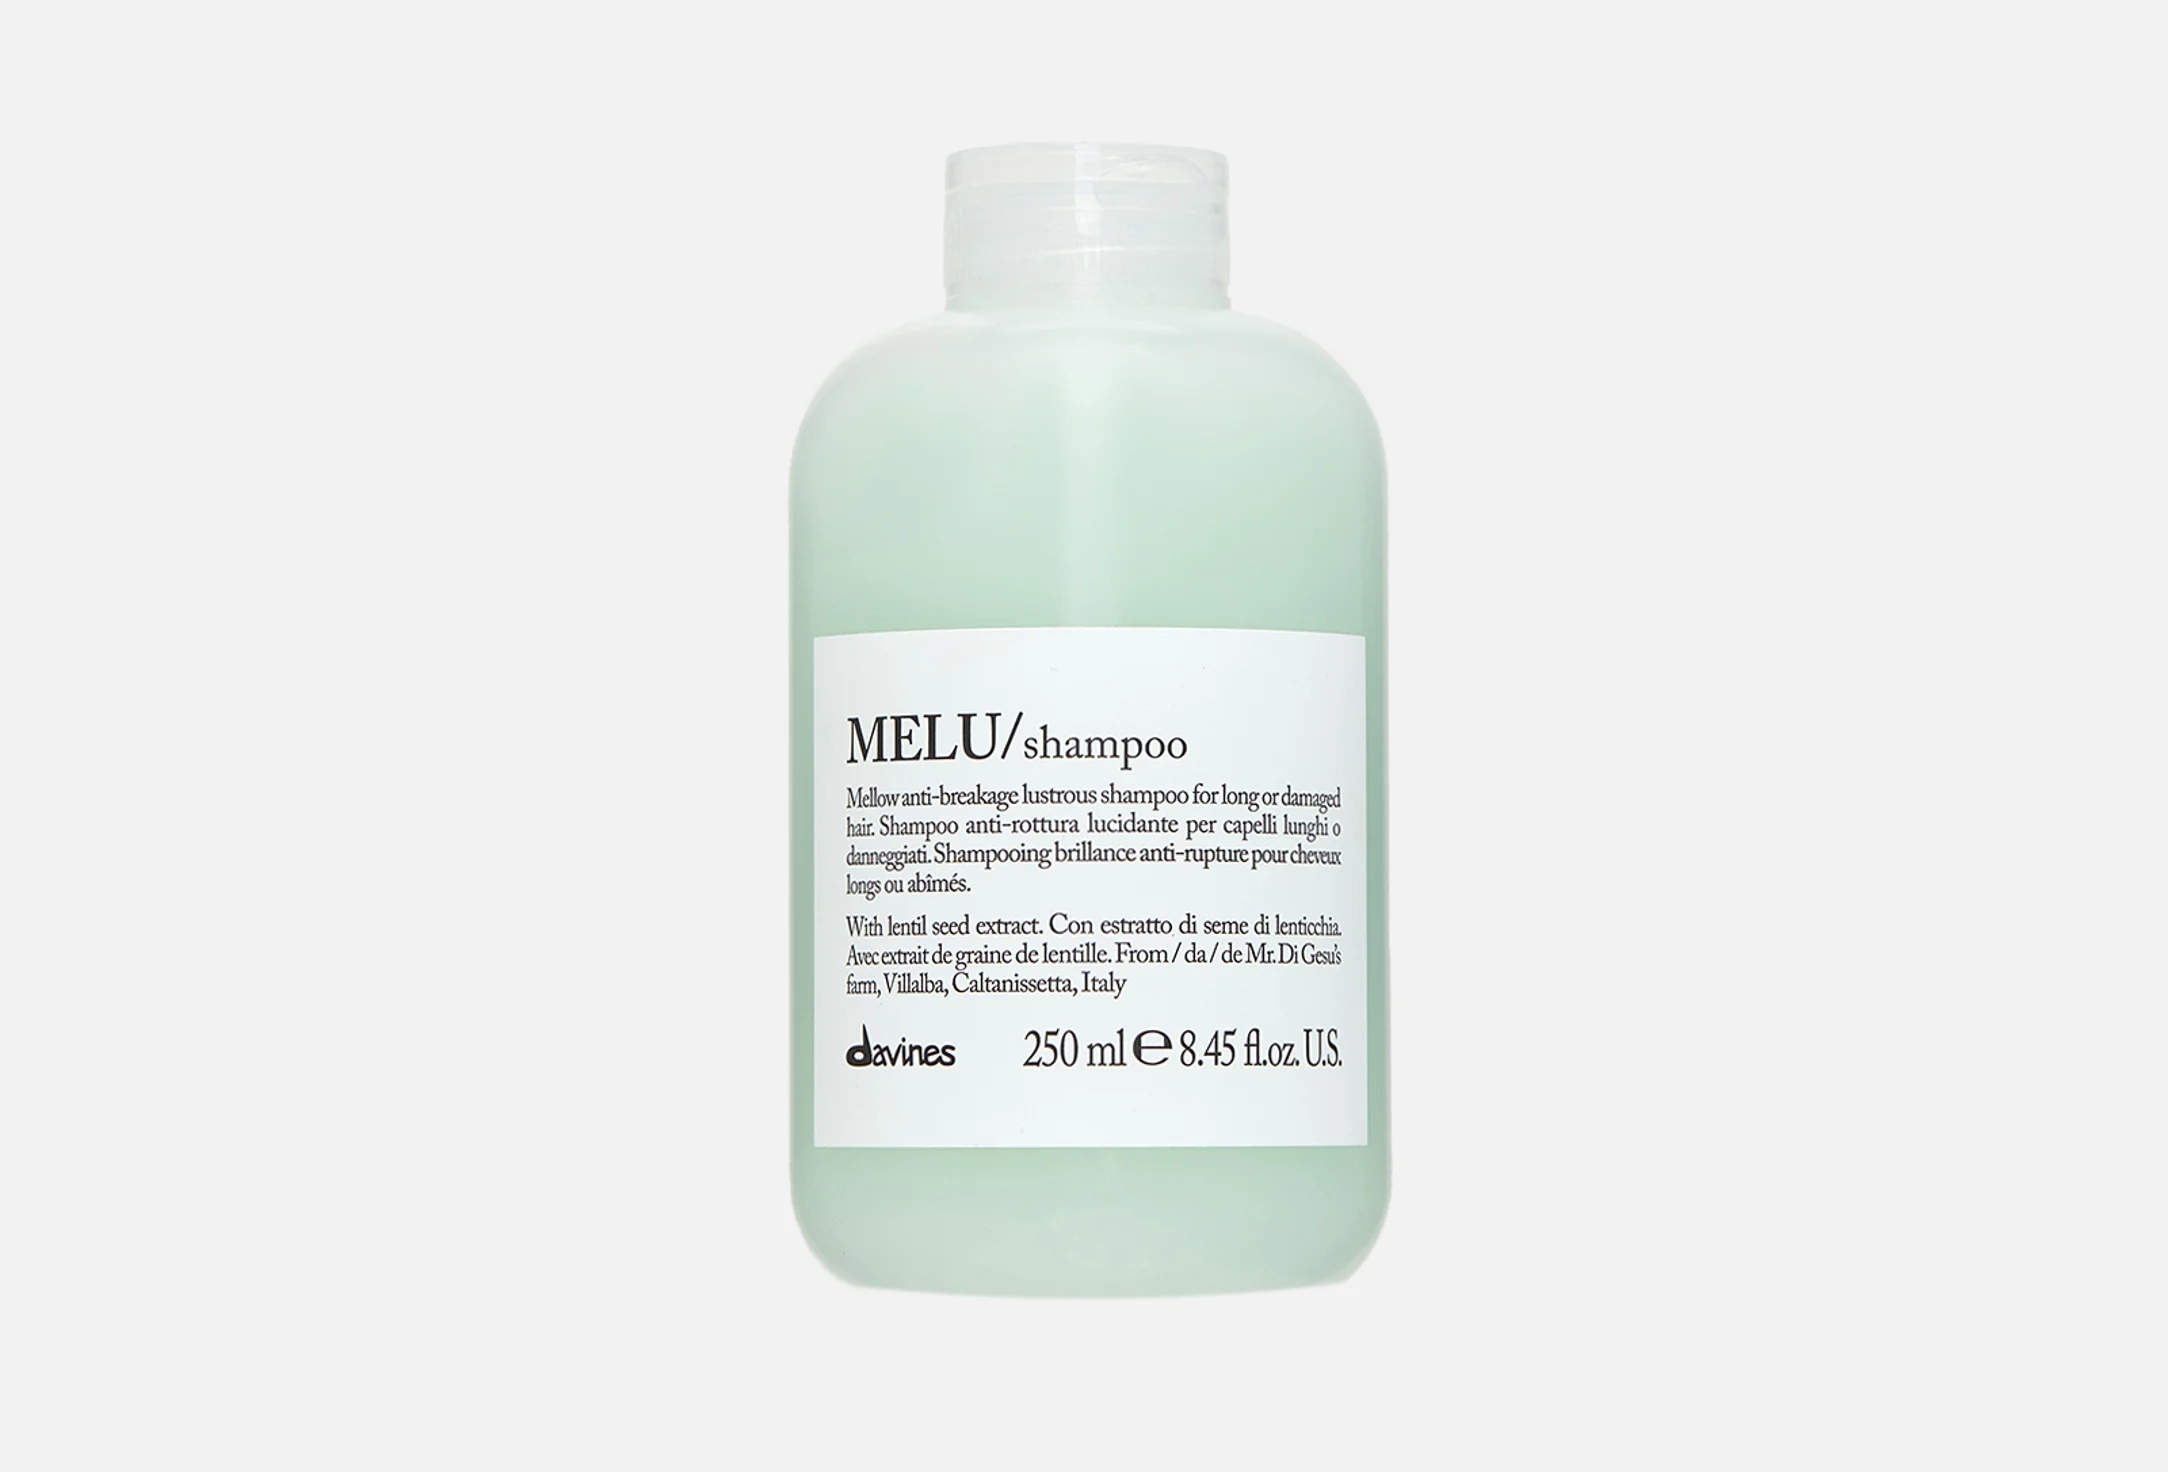 MELU/shampoo
Mellow anti-breakage lustrous shampoo for long or damaged
hair. Shampoo anti-rottura lucidante per capelli lunghi o
danneggiati. Shampooing brillance anti-rupture pour cheveux
longs ou abîmés.
With lentil seed extract. Con estratto di seme di lenticchia.
Avec extrait de graine de lentille. From / da / de Mr. Di Gesu's
farm, Villalba, Caltanissetta, Italy
davines 250 ml ℮ 8.45 fl.oz. U.S.